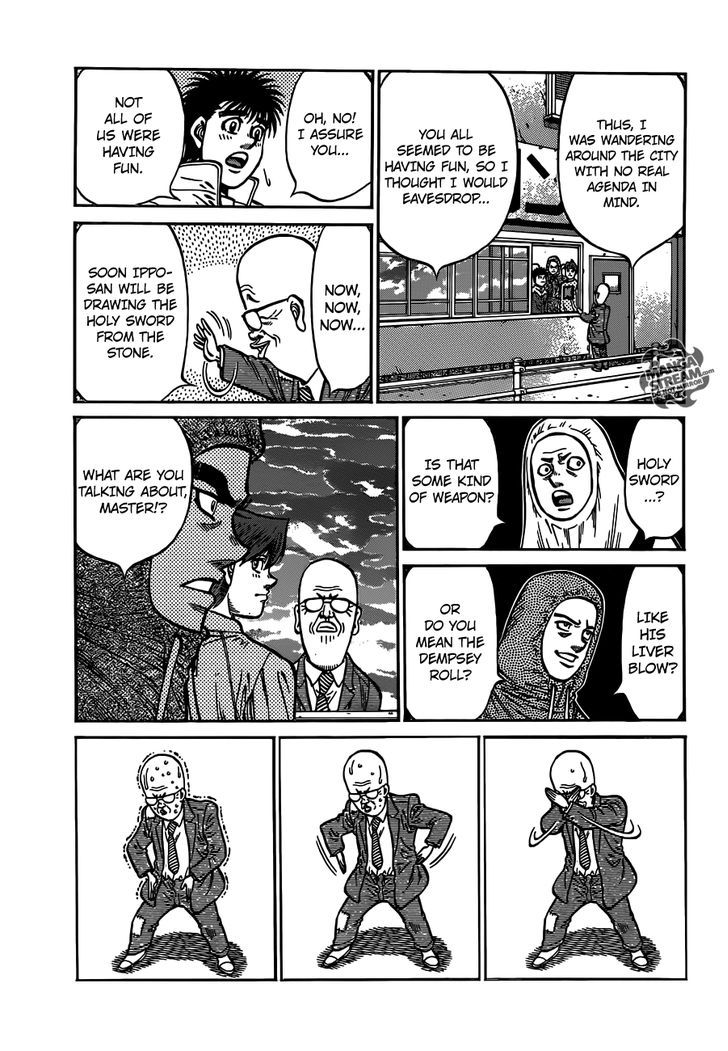 THUS, I
WAS WANDERING
AROUND THE CITY
WITH NO REAL
AGENDA IN
MIND.
YOU ALL
SEEMED TO BE
HAVING FUN, SO I
THOUGHT I WOULD
EAVESDROP...
OH, NO!
I ASSURE
YOU...
NOT
ALL OF
US WERE
HAVING
FUN.
NOW,
NOW,
NOW...
SOON IPPO-
SAN WILL BE
DRAWING THE
HOLY SWORD
FROM THE
STONE.
MANGA
STREAM.com
HOLY
SWORD
...?
IS THAT
SOME KIND
OF WEAPON?
LIKE
HIS
LIVER
BLOW?
OR
DO YOU
MEAN THE
DEMPSEY
ROLL?
WHAT ARE YOU
TALKING ABOUT,
MASTER!?